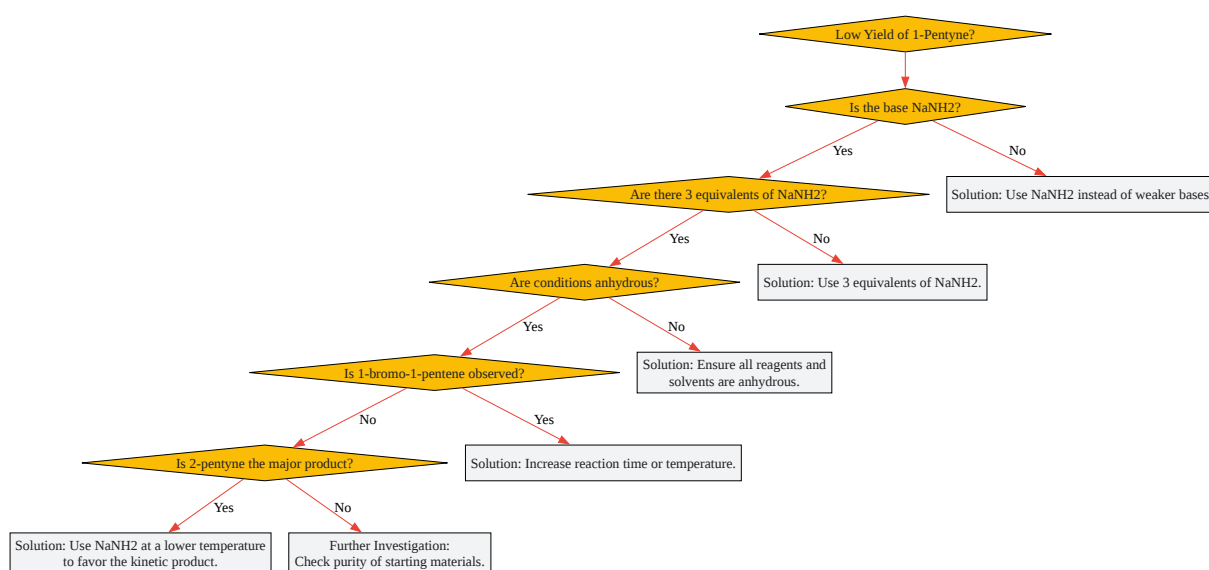 Low Yield of 1-Pentyne?
Is the base NaNH2?
Yes
No
Are there 3 equivalents of NaNH2?
Solution: Use NaNH2 instead of weaker bases
Yes
No
Are conditions anhydrous?
Solution: Use 3 equivalents of NaNH2.
Yes
No
Is 1-bromo-1-pentene observed?
Solution: Ensure all reagents and
solvents are anhydrous.
No
Yes
Is 2-pentyne the major product?
Solution: Increase reaction time or temperature.
Yes
No
Solution: Use NaNH2 at a lower temperature
to favor the kinetic product.
Further Investigation:
Check purity of starting materials.